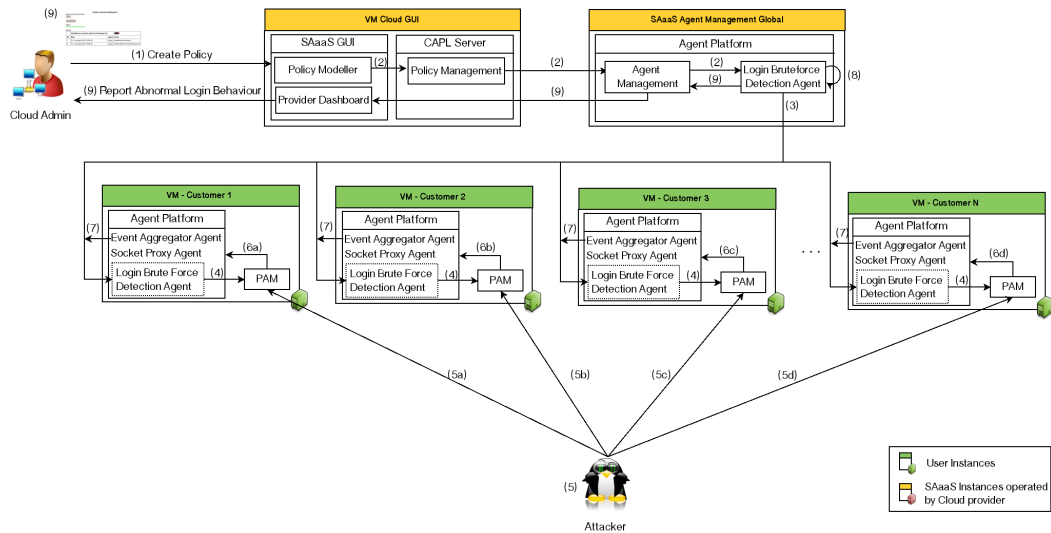 (9)
VM Cloud GUI
SAaaS Agent Management Global
SAaaS GUI
CAPL Server
Agent Platform
(1) Create Policy
Policy Modeller
(2)
Policy Management
(2)
Agent
Management
(2)
(9)
Login Bruteforce
Detection Agent
(8)
(9) Report Abnormal Login Behaviour
Provider Dashboard
(9)
(3)
Cloud Admin
VM - Customer 1
Agent Platform
(7)
Event Aggregator Agent
Socket Proxy Agent
(6a)
Login Brute Force
Detection Agent
(4)
PAM
VM - Customer 2
Agent Platform
(7)
Event Aggregator Agent
Socket Proxy Agent
(6b)
Login Brute Force
Detection Agent
(4)
PAM
VM - Customer 3
Agent Platform
(7)
Event Aggregator Agent
Socket Proxy Agent
(6c)
Login Brute Force
Detection Agent
(4)
PAM
. . .
VM - Customer N
Agent Platform
(7)
Event Aggregator Agent
Socket Proxy Agent
(6d)
Login Brute Force
Detection Agent
(4)
PAM
(5a)
(5b)
(5c)
(5d)
(5)
Attacker
User Instances
SAaaS Instances operated
by Cloud provider